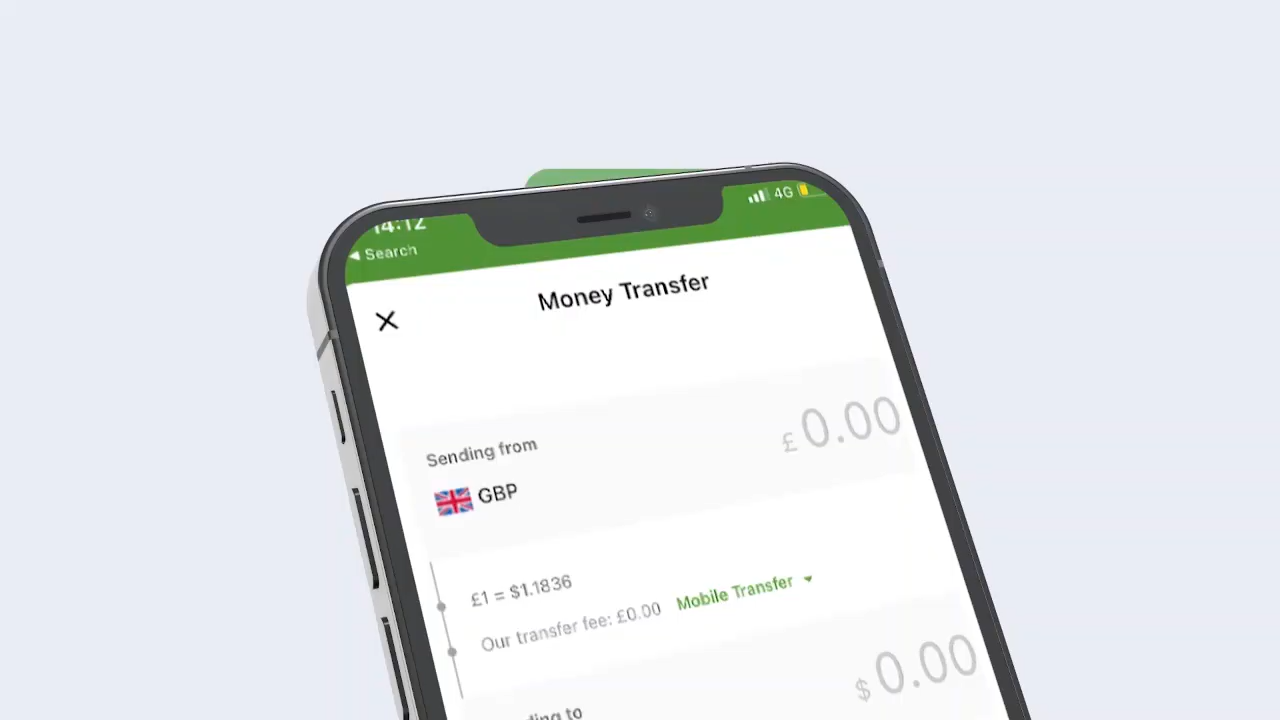 14:12
4G
Search
Money Transfer
£ 0.00
Sending from
GBP
£1 = $1.1836
Our transfer fee: £0.00 Mobile Transfer
$ 0.00
to